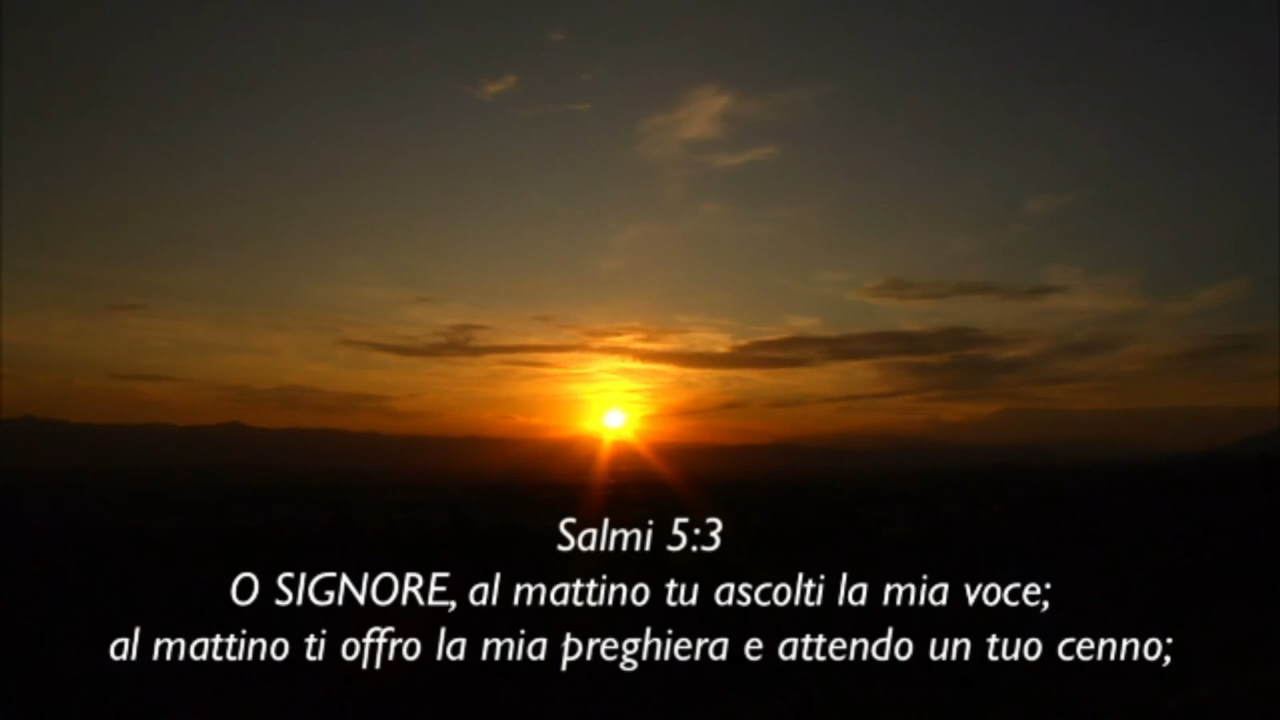 Salmi 5:3
O SIGNORE, al mattino tu ascolti la mia voce;
al mattino ti offro la mia preghiera e attendo un tuo cenno;